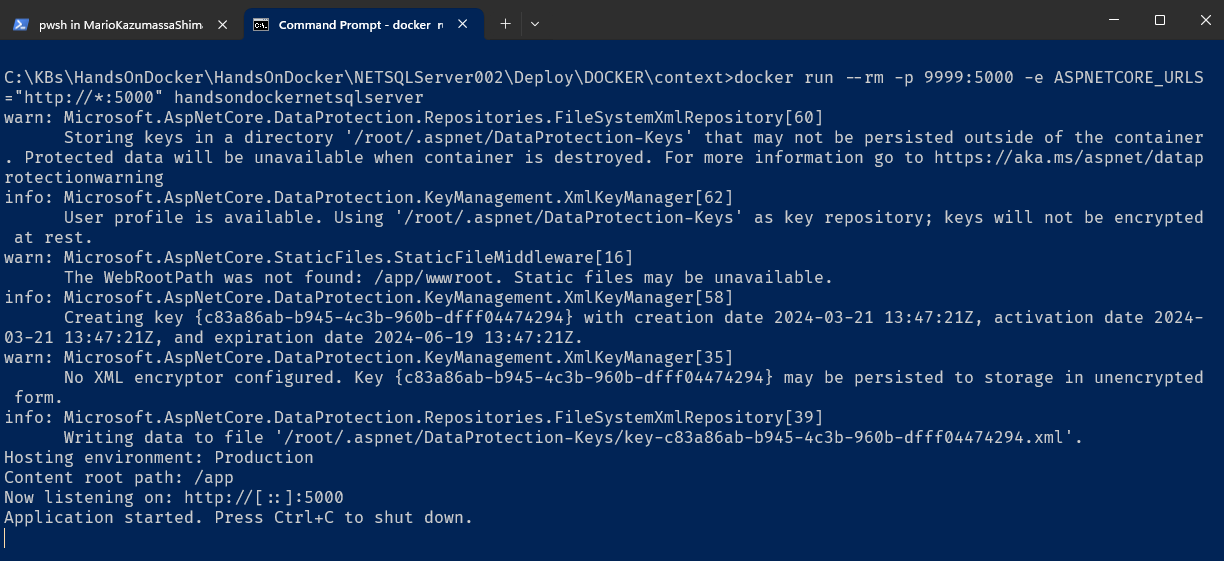 pwsh in MarioKazumassaShim
Command Prompt - docker r
C:\KBs\HandsOnDocker\HandsOnDocker\NETSQLServer002\Deploy\DOCKER\context>docker run --rm -p 9999:5000 -e ASPNETCORE_URLS
="http://*:5000" handsondockernetsqlserver
warn: Microsoft.AspNetCore.DataProtection.Repositories.FileSystemXmlRepository[60]
      Storing keys in a directory '/root/.aspnet/DataProtection-Keys' that may not be persisted outside of the container
. Protected data will be unavailable when container is destroyed. For more information go to https://aka.ms/aspnet/datap
rotectionwarning
info: Microsoft.AspNetCore.DataProtection.KeyManagement.XmlKeyManager[62]
      User profile is available. Using '/root/.aspnet/DataProtection-Keys' as key repository; keys will not be encrypted
 at rest.
warn: Microsoft.AspNetCore.StaticFiles.StaticFileMiddleware[16]
      The WebRootPath was not found: /app/wwwroot. Static files may be unavailable.
info: Microsoft.AspNetCore.DataProtection.KeyManagement.XmlKeyManager[58]
      Creating key {c83a86ab-b945-4c3b-960b-dfff04474294} with creation date 2024-03-21 13:47:21Z, activation date 2024-
03-21 13:47:21Z, and expiration date 2024-06-19 13:47:21Z.
warn: Microsoft.AspNetCore.DataProtection.KeyManagement.XmlKeyManager[35]
      No XML encryptor configured. Key {c83a86ab-b945-4c3b-960b-dfff04474294} may be persisted to storage in unencrypted
 form.
info: Microsoft.AspNetCore.DataProtection.Repositories.FileSystemXmlRepository[39]
      Writing data to file '/root/.aspnet/DataProtection-Keys/key-c83a86ab-b945-4c3b-960b-dfff04474294.xml'.
Hosting environment: Production
Content root path: /app
Now listening on: http://[::]:5000
Application started. Press Ctrl+C to shut down.